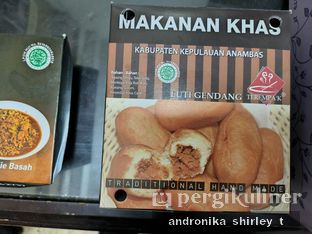 MAKANAN KHAS
KABUPATEN KEPULAUAN ANAMBAS
LUTI GENDANG
TEREMPA'K
TRADITIONAL HAND MADE
ie Basah
pergikuliner
andronika shirley t